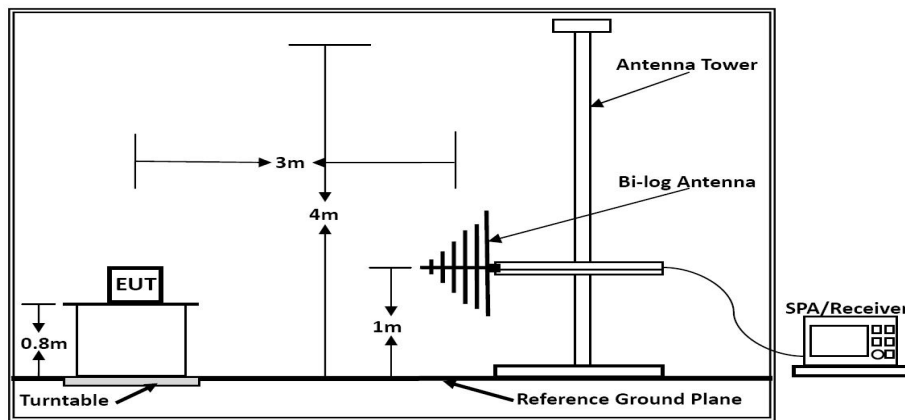 Antenna Tower
3m
Bi-log Antenna
4m
EUT
1m
0.8m
SPA/Receiver
Turntable
Reference Ground Plane